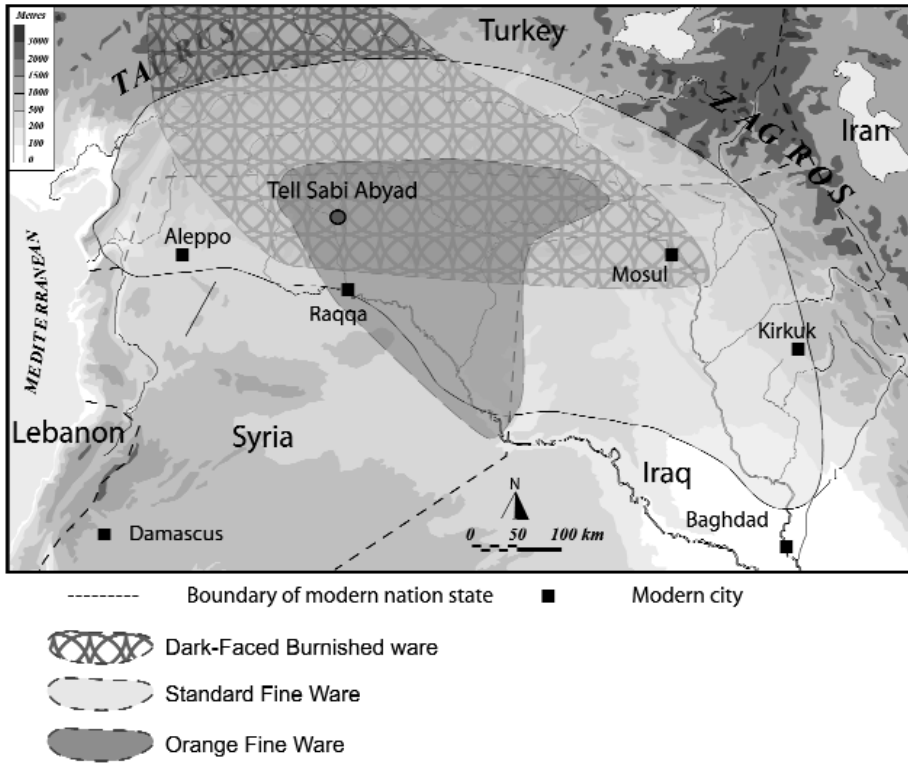 Metres
3000
2000
1500
1000
500
200
100
0
TAURUS
Turkey
ZAGROS
Iran
Tell Sabi Abyad
Aleppo
Mosul
Raqqa
MEDITERRANEAN
Kirkuk
Lebanon
Syria
Iraq
N
Baghdad
Damascus
0 50 100 km
Boundary of modern nation state
Modern city
Dark-Faced Burnished ware
Standard Fine Ware
Orange Fine Ware